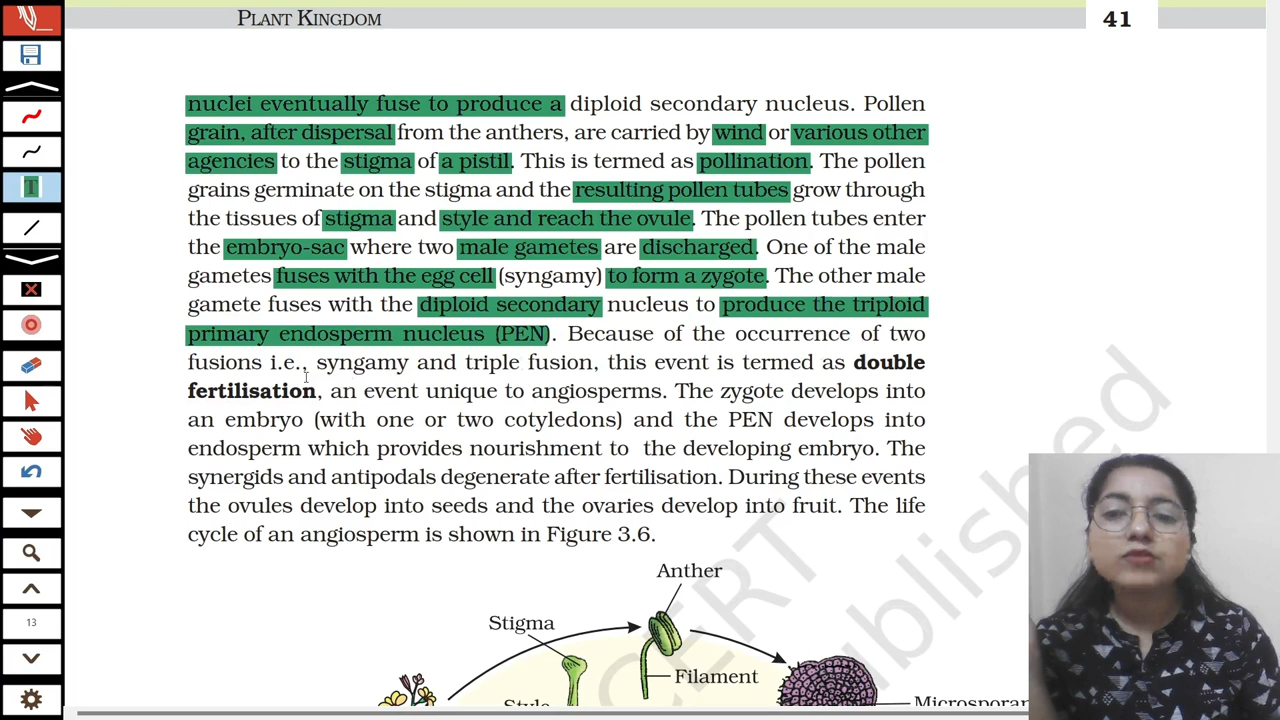 PLANT KINGDOM
41
nuclei eventually fuse to produce a diploid secondary nucleus. Pollen
grain, after dispersal from the anthers, are carried by wind or various other
agencies to the stigma of a pistil. This is termed as pollination. The pollen
grains germinate on the stigma and the resulting pollen tubes grow through
the tissues of stigma and style and reach the ovule. The pollen tubes enter
the embryo-sac where two male gametes are discharged. One of the male
gametes fuses with the egg cell (syngamy) to form a zygote. The other male
gamete fuses with the diploid secondary nucleus to produce the triploid
primary endosperm nucleus (PEN). Because of the occurrence of two
fusions i.e., syngamy and triple fusion, this event is termed as double
fertilisation, an event unique to angiosperms. The zygote develops into
an embryo (with one or two cotyledons) and the PEN develops into
endosperm which provides nourishment to the developing embryo. The
synergids and antipodals degenerate after fertilisation. During these events
the ovules develop into seeds and the ovaries develop into fruit. The life
cycle of an angiosperm is shown in Figure 3.6.
Anther
Stigma
Filament
Style
T
13